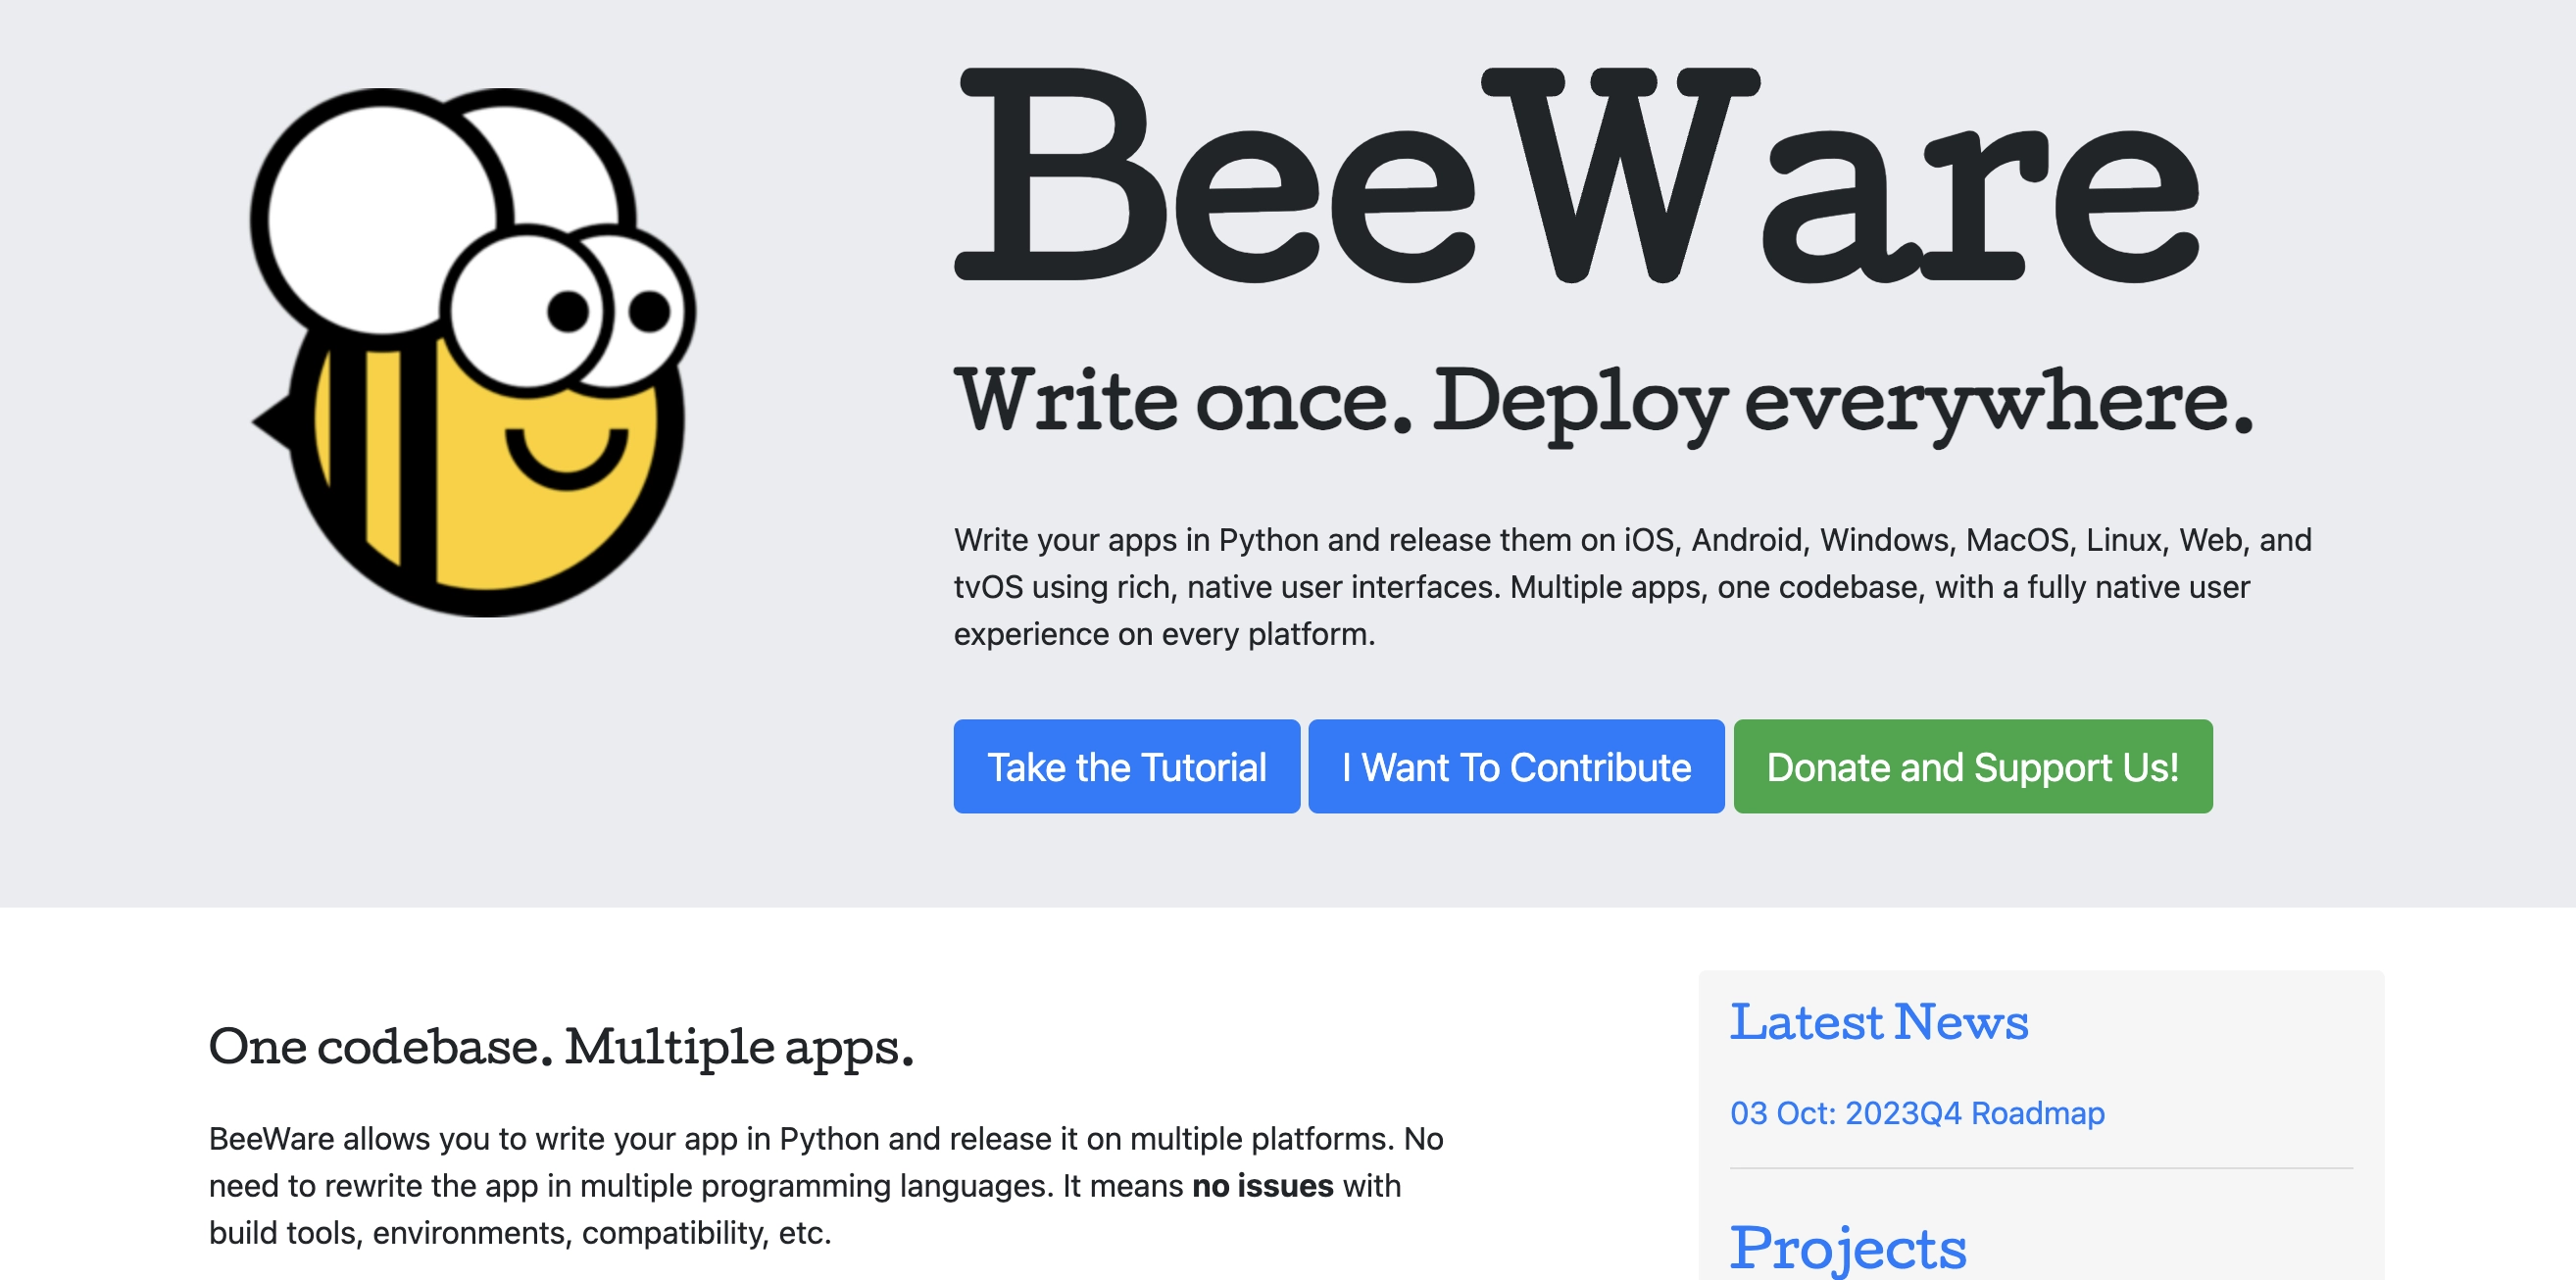 BeeWare
Write once. Deploy everywhere.
Write your apps in Python and release them on iOS, Android, Windows, MacOS, Linux, Web, and
tvOS using rich, native user interfaces. Multiple apps, one codebase, with a fully native user
experience on every platform.
Take the Tutorial
I Want To Contribute
Donate and Support Us!
One codebase. Multiple apps.
BeeWare allows you to write your app in Python and release it on multiple platforms. No
need to rewrite the app in multiple programming languages. It means no issues with
build tools, environments, compatibility, etc.
Latest News
03 Oct: 2023Q4 Roadmap
Projects